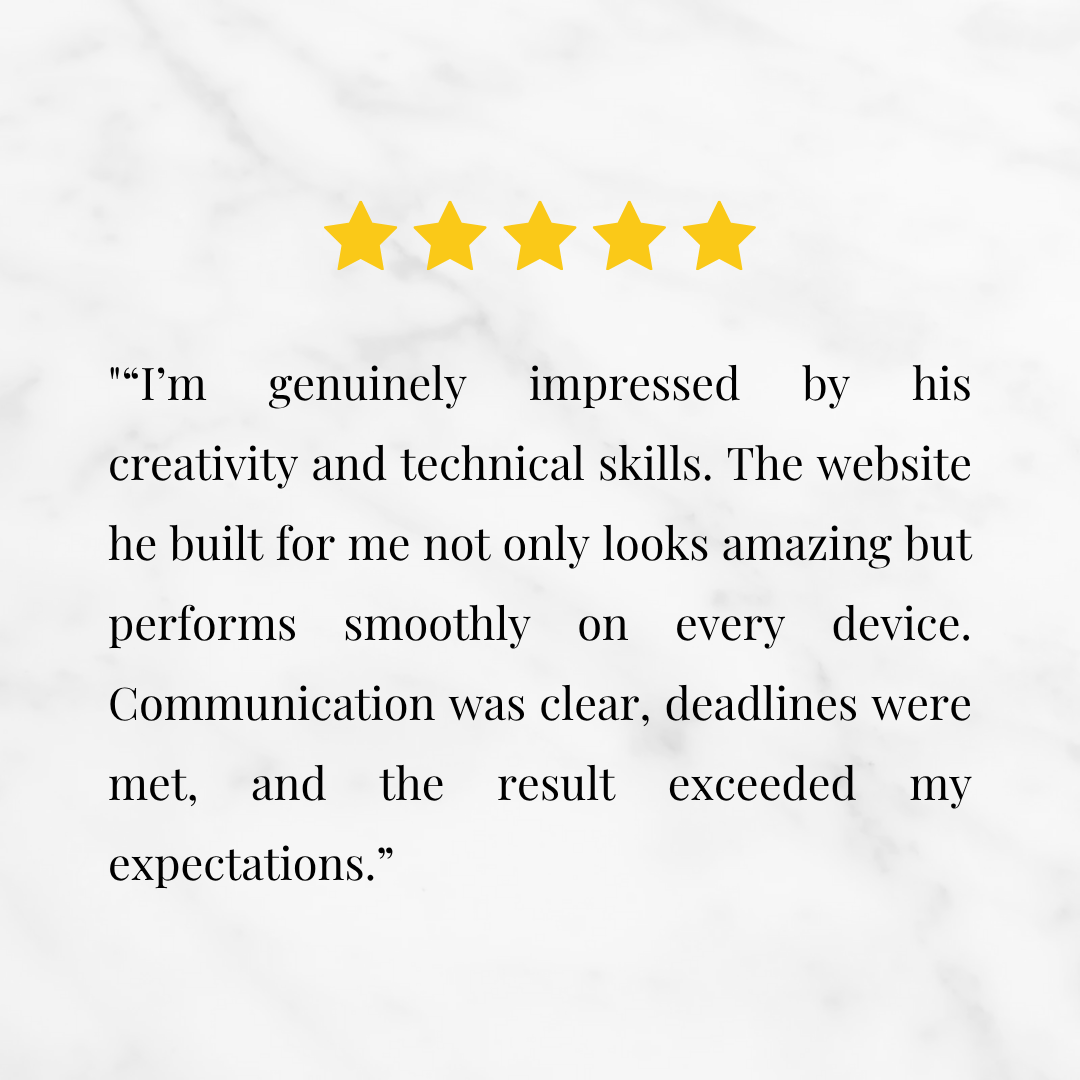 "“I’m genuinely impressed by his
creativity and technical skills. The website
he built for me not only looks amazing but
performs smoothly on every device.
Communication was clear, deadlines were
met, and the result exceeded my
expectations.”